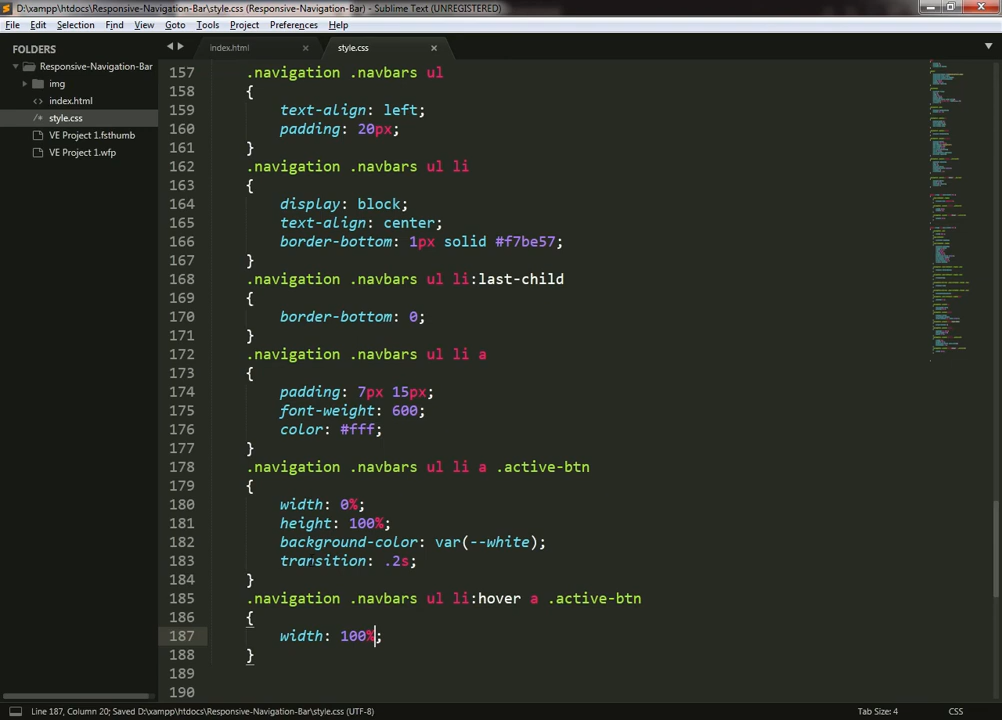 D:\xampp\htdocs\Responsive-Navigation-Bar\style.css (Responsive-Navigation-Bar) - Sublime Text (UNREGISTERED)
File Edit Selection Find View Goto Tools Project Preferences Help
FOLDERS
Responsive-Navigation-Bar
img
index.html
style.css
VE Project 1.fsthumb
VE Project 1.wfp
index.html style.css
157 .navigation .navbars ul
158 {
159 text-align: left;
160 padding: 20px;
161 }
162 .navigation .navbars ul li
163 {
164 display: block;
165 text-align: center;
166 border-bottom: 1px solid #f7be57;
167 }
168 .navigation .navbars ul li:last-child
169 {
170 border-bottom: 0;
171 }
172 .navigation .navbars ul li a
173 {
174 padding: 7px 15px;
175 font-weight: 600;
176 color: #fff;
177 }
178 .navigation .navbars ul li a .active-btn
179 {
180 width: 0%;
181 height: 100%;
182 background-color: var(--white);
183 transition: .2s;
184 }
185 .navigation .navbars ul li:hover a .active-btn
186 {
187 width: 100%;
188 }
189
190
Line 187, Column 20; Saved D:\xampp\htdocs\Responsive-Navigation-Bar\style.css (UTF-8) Tab Size: 4 CSS